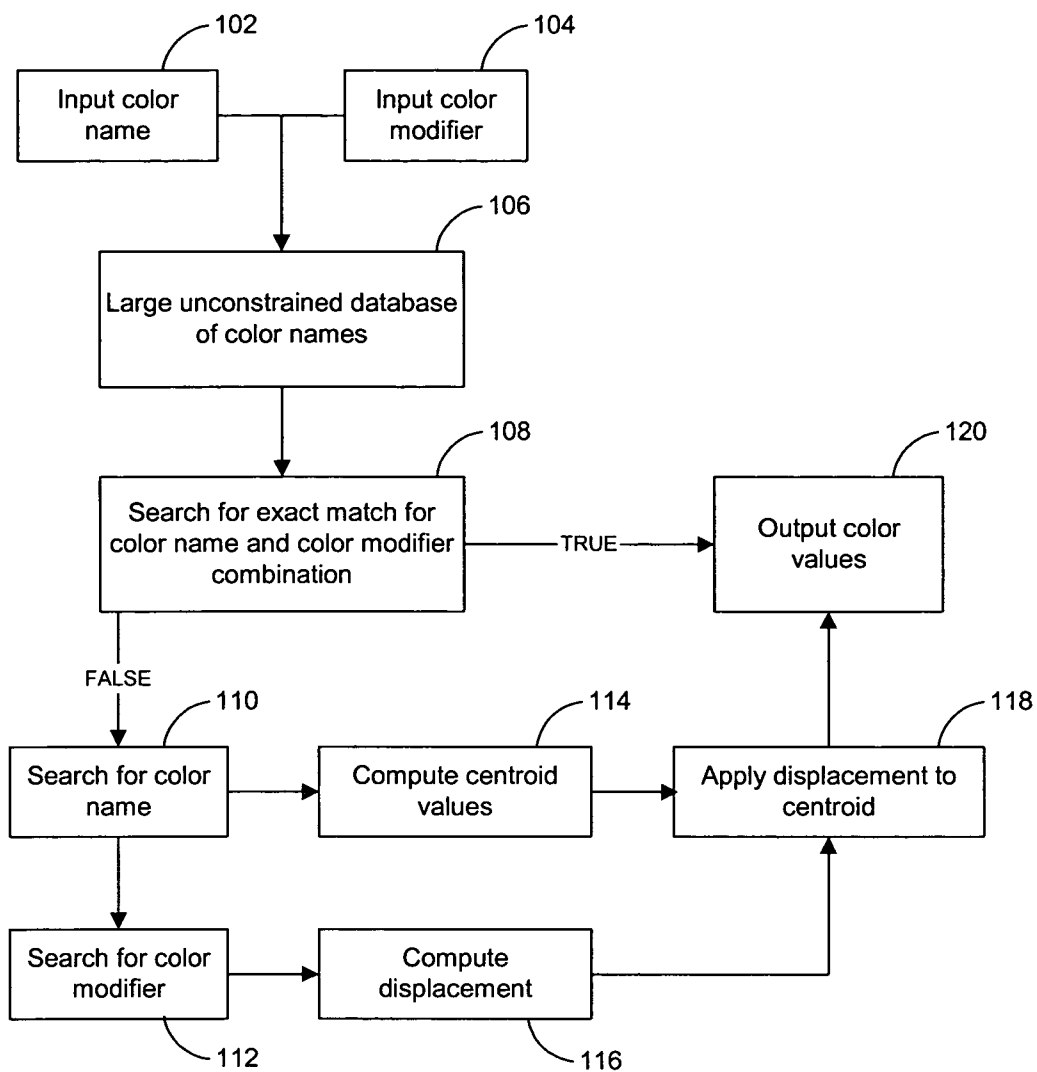 102
104
Input color
name
Input color
modifier
106
Large unconstrained database
of color names
108
120
Search for exact match for
color name and color modifier
combination
TRUE
Output color
values
FALSE
110
114
118
Search for color
name
Compute centroid
values
Apply displacement to
centroid
Search for color
modifier
Compute
displacement
112
116